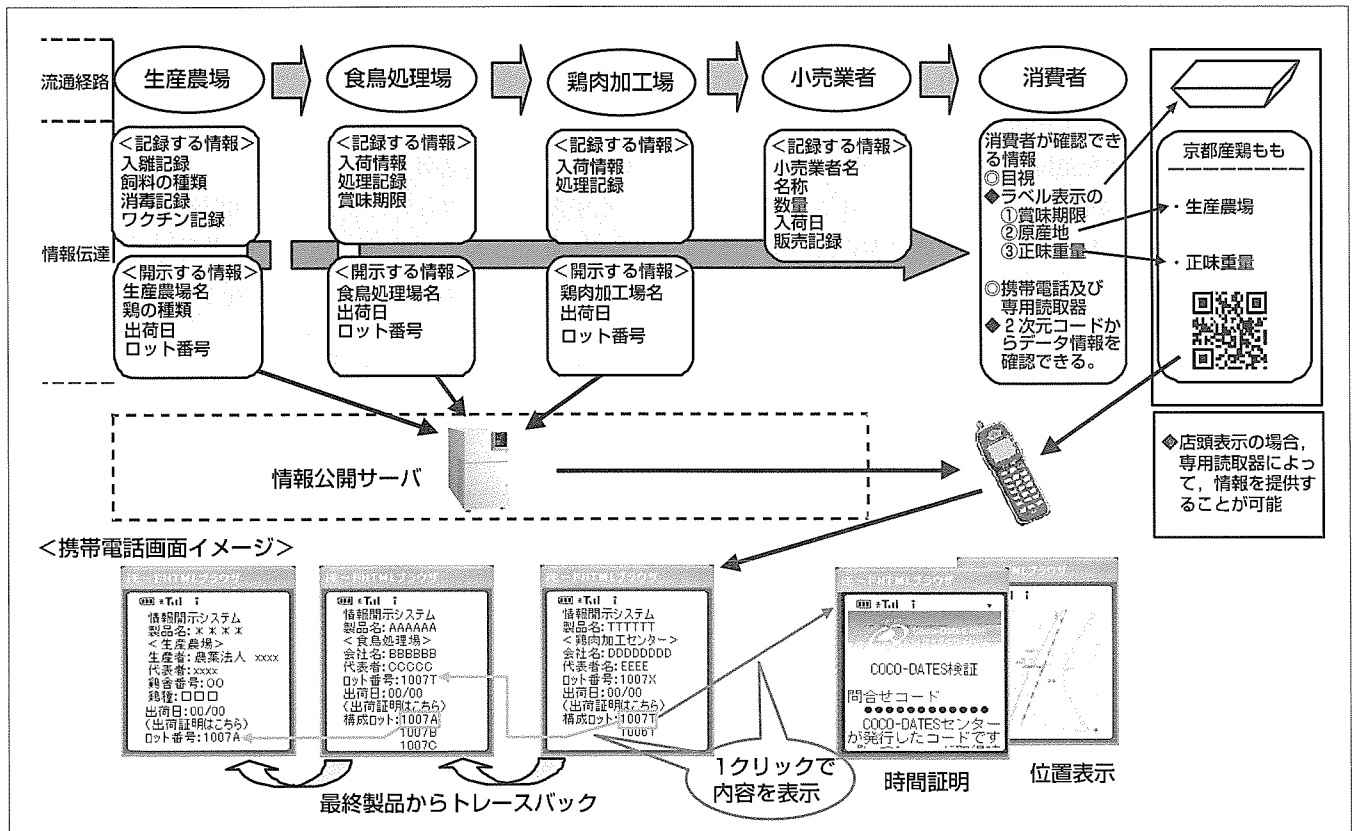 流通経路
生産農場
食鳥処理場
鶏肉加工場
小売業者
消費者
情報伝達
<記録する情報>
入雛記録
飼料の種類
消毒記録
ワクチン記録
<開示する情報>
生産農場名
鶏の種類
出荷日
ロット番号
<記録する情報>
入荷情報
処理記録
賞味期限
<開示する情報>
食鳥処理場名
出荷日
ロット番号
<記録する情報>
入荷情報
処理記録
<開示する情報>
鶏肉加工場名
出荷日
ロット番号
<記録する情報>
小売業者名
名称
数量
入荷日
販売記録
消費者が確認でき
る情報
◎目視
◆ラベル表示の
①賞味期限
②原産地
③正味重量
◎携帯電話及び
専用読取器
◆2次元コードか
らデータ情報を
確認できる。
京都産鶏もも
・生産農場
・正味重量
◆店頭表示の場合,
専用読取器によっ
て,情報を提供す
ることが可能
情報公開サーバ
<携帯電話画面イメージ>
情報開示システム
製品名:＊＊＊＊
<生産農場>
生産者:農業法人 xxxx
代表者:xxxx
鶏舎番号:〇〇
鶏種:□□□
出荷日:00/00
<出荷証明はこちら>
ロット番号:1007A
情報開示システム
製品名:AAAAAA
<食鳥処理場>
会社名:BBBBBB
代表者:CCCCC
ロット番号:1007T
出荷日:00/00
<出荷証明はこちら>
構成ロット:1007A
1007B
1007C
情報開示システム
製品名:TTTTTT
<鶏肉加工センター>
会社名:DDDDDDDD
代表者名:EEEE
ロット番号:1007X
出荷日:00/00
<出荷証明はこちら>
構成ロット:1007T
1006T
COCO-DATES検証
問合せコード
●●●●●●●●●●●●
COCO-DATESセンター
が発行したコードです
1クリックで
内容を表示
時間証明
位置表示
最終製品からトレースバック